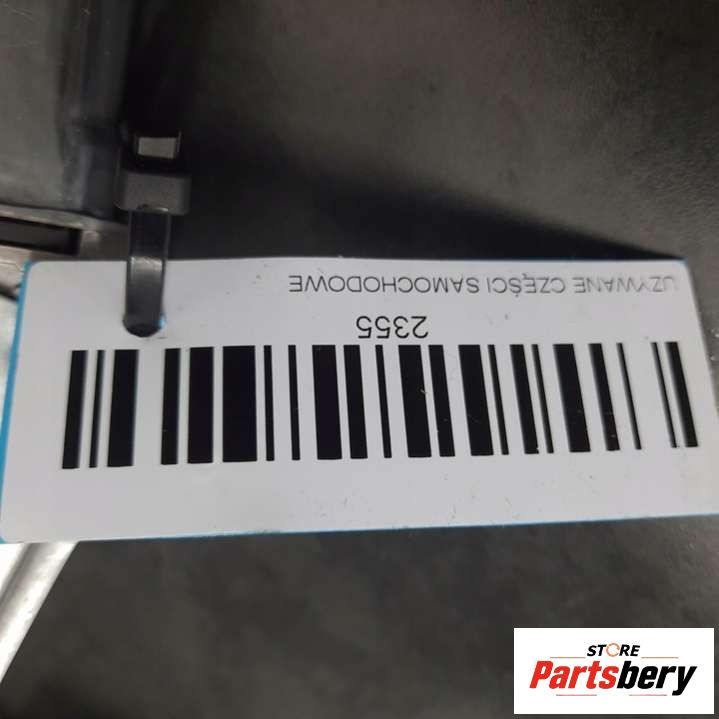 UŻYWANE CZĘŚCI SAMOCHODOWE
2355
STORE
Partsbery